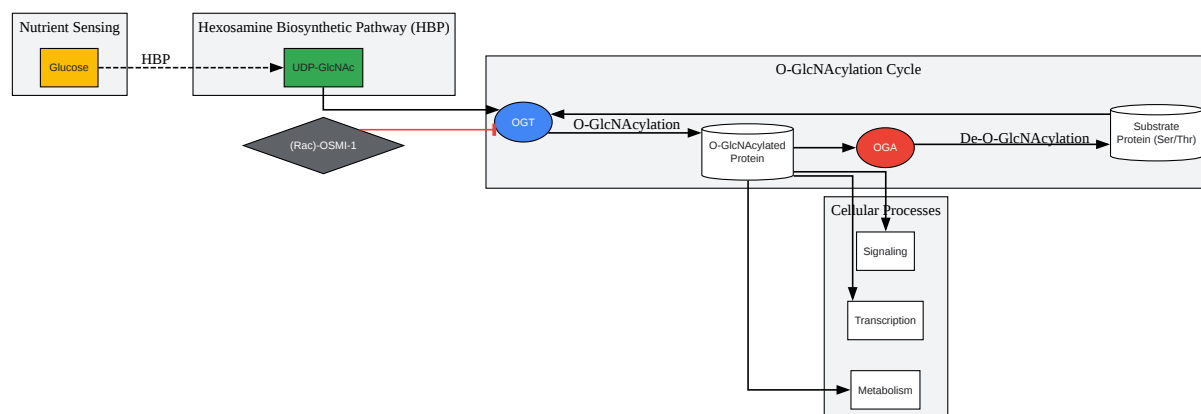 Nutrient Sensing
Hexosamine Biosynthetic Pathway (HBP)
Glucose
HBP
UDP-GlcNAc
O-GlcNAcylation Cycle
(Rac)-OSMI-1
OGT
O-GlcNAcylation
O-GlcNAcylated
Protein
OGA
De-O-GlcNAcylation
Substrate
Protein (Ser/Thr)
Cellular Processes
Signaling
Transcription
Metabolism